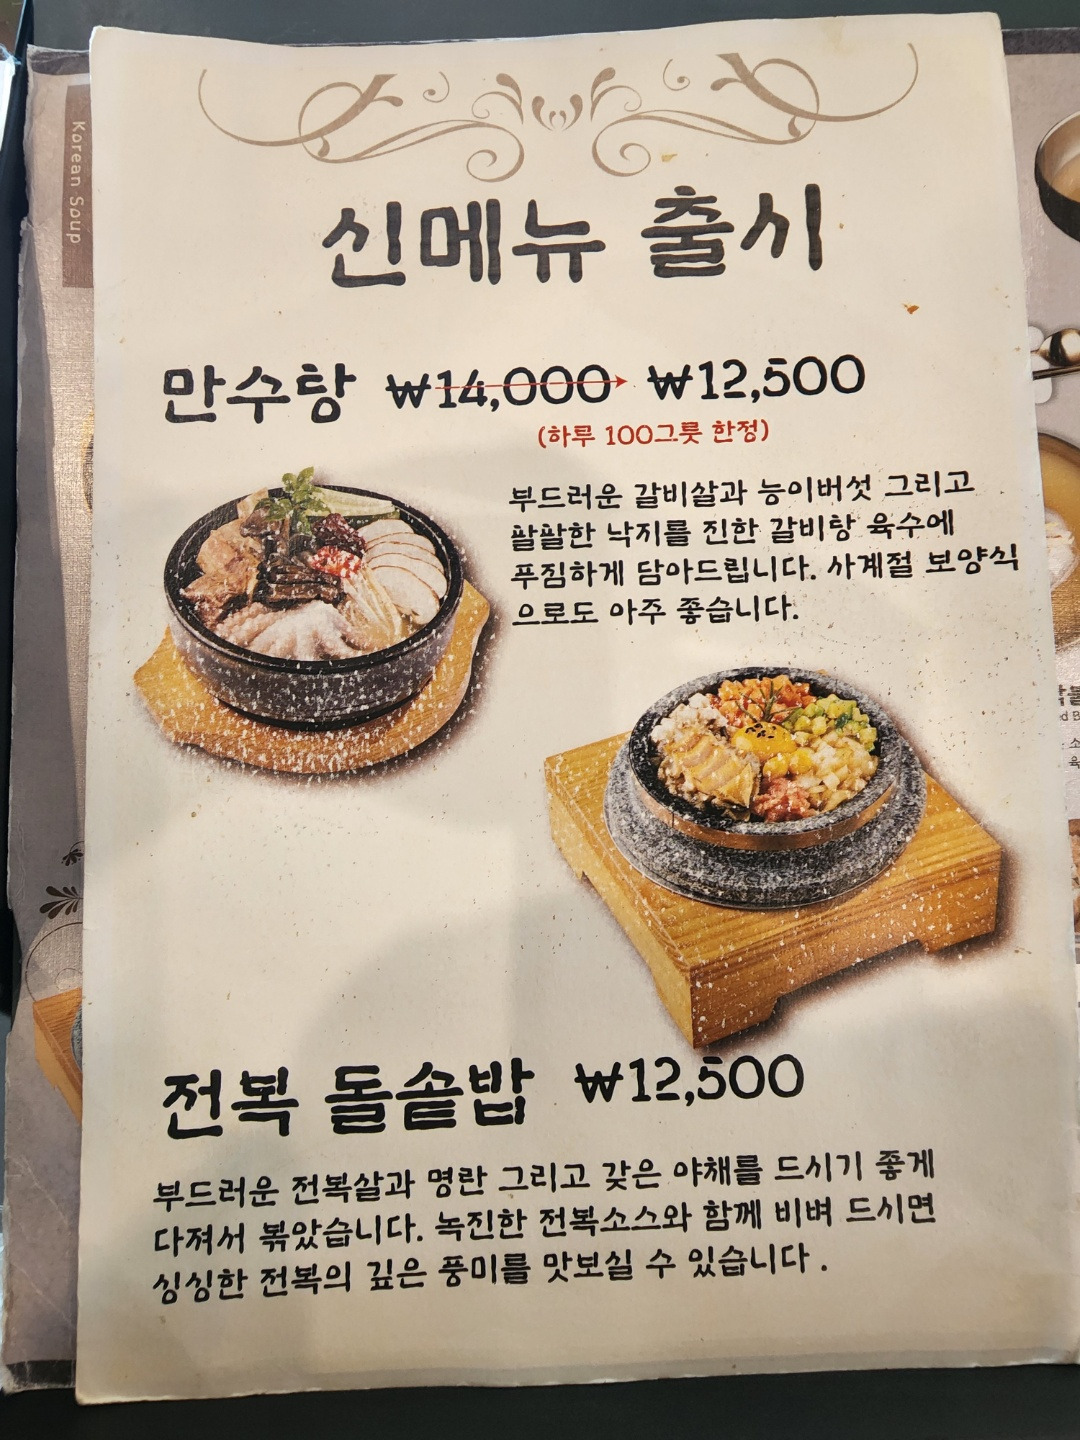 Korean Soup
신메뉴 출시
만수탕 ₩14,000 ₩12,500
(하루 100그릇 한정)
부드러운 갈비살과 능이버섯 그리고
팔팔한 낙지를 진한 갈비탕 육수에
푸짐하게 담아드립니다. 사계절 보양식
으로도 아주 좋습니다.
전복 돌솥밥 ₩12,500
부드러운 전복살과 명란 그리고 갖은 야채를 드시기 좋게
다져서 볶았습니다. 녹진한 전복소스와 함께 비벼 드시면
싱싱한 전복의 깊은 풍미를 맛보실 수 있습니다.